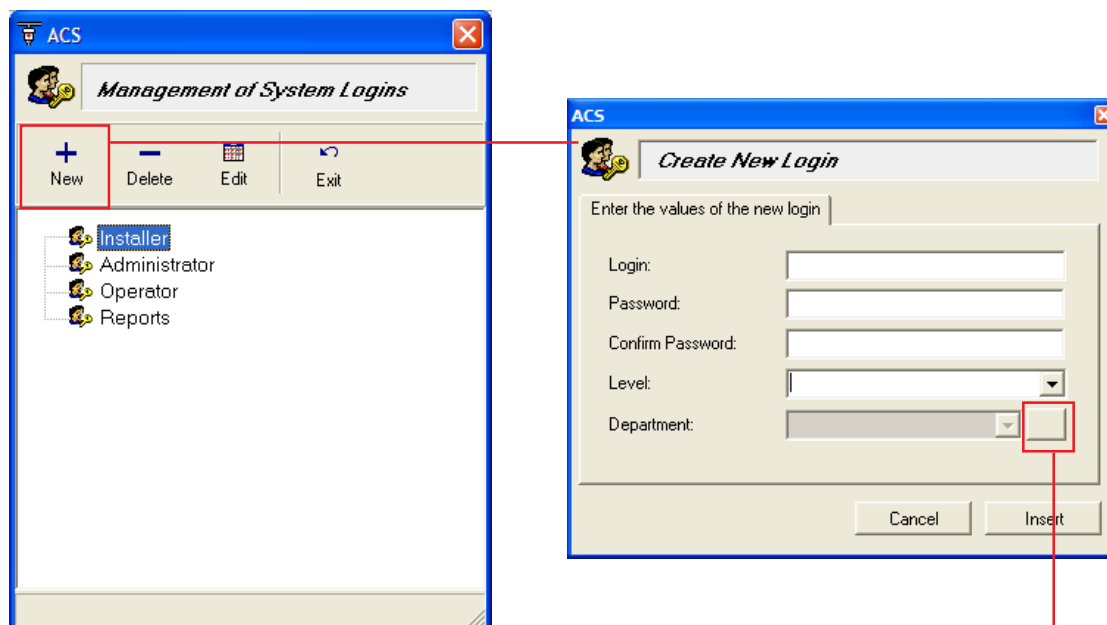 ACS
Management of System Logins
New Delete Edit Exit
Installer
Administrator
Operator
Reports
ACS
Create New Login
Enter the values of the new login
Login:
Password:
Confirm Password:
Level:
Department:
Cancel Insert